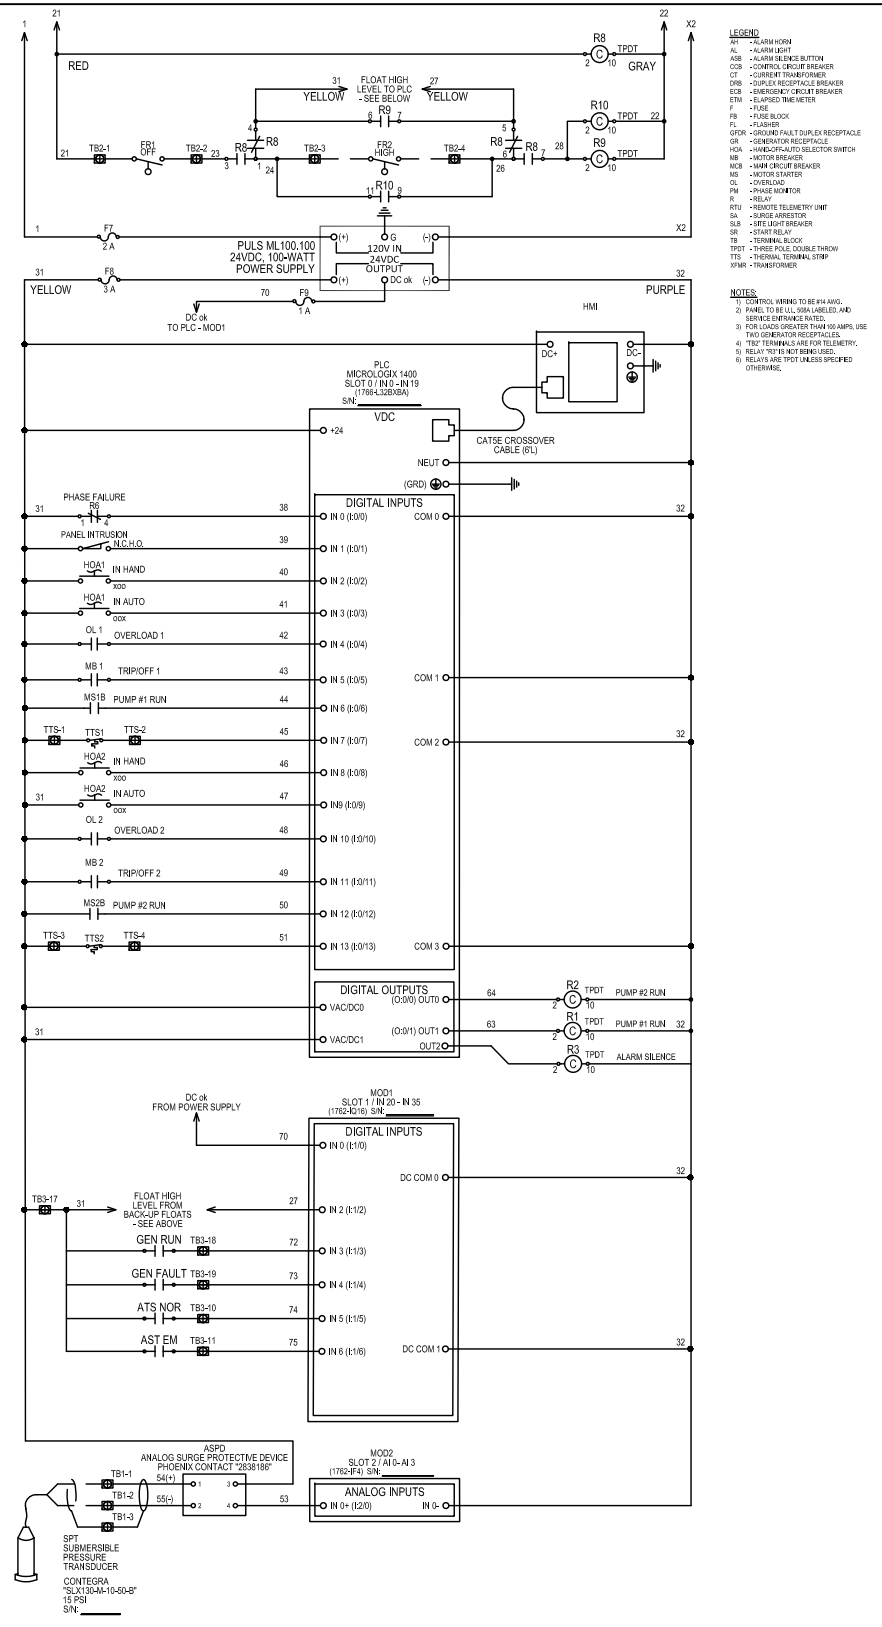 1
21
22
X2
R8
TPDT
2
10
RED
GRAY
31
FLOAT HIGH
LEVEL TO PLC
- SEE BELOW
27
YELLOW
YELLOW
R9
6
7
R10
TPDT
22
2
10
4
R8
5
R8
21
TB2-1
FR1
OFF
TB2-2
23
R8
3
1
24
TB2-3
FR2
HIGH
TB2-4
6
26
R8
7
28
R9
TPDT
2
10
R10
11
9
1
F7
2 A
X2
PULS ML100.100
24VDC, 100-WATT
POWER SUPPLY
(+)
G
(-)
120V IN
24VDC
OUTPUT
(+)
DC ok
(-)
31
F8
3 A
32
YELLOW
PURPLE
70
F9
1 A
DC ok
TO PLC - MOD1
HMI
DC+
DC-
PLC
MICROLOGIX 1400
SLOT 0 / IN 0 - IN 19
(1766-L32BXBA)
S/N:
VDC
+24
CAT5E CROSSOVER
CABLE (6'L)
NEUT
(GRD)
DIGITAL INPUTS
PHASE FAILURE
R6
31
1
4
38
IN 0 (I:0/0)
COM 0
32
PANEL INTRUSION
N.C.H.O.
39
IN 1 (I:0/1)
HOA1
IN HAND
xoo
40
IN 2 (I:0/2)
HOA1
IN AUTO
oox
41
IN 3 (I:0/3)
OL 1
OVERLOAD 1
42
IN 4 (I:0/4)
MB 1
TRIP/OFF 1
43
IN 5 (I:0/5)
COM 1
MS1B
PUMP #1 RUN
44
IN 6 (I:0/6)
TTS-1
TTS1
TTS-2
45
IN 7 (I:0/7)
COM 2
32
HOA2
IN HAND
xoo
46
IN 8 (I:0/8)
31
HOA2
IN AUTO
oox
47
IN9 (I:0/9)
OL 2
OVERLOAD 2
48
IN 10 (I:0/10)
MB 2
TRIP/OFF 2
49
IN 11 (I:0/11)
MS2B
PUMP #2 RUN
50
IN 12 (I:0/12)
TTS-3
TTS2
TTS-4
51
IN 13 (I:0/13)
COM 3
DIGITAL OUTPUTS
VAC/DC0
(O:0/0) OUT0
64
R2
TPDT
2
10
PUMP #2 RUN
31
VAC/DC1
(O:0/1) OUT1
63
R1
TPDT
2
10
PUMP #1 RUN
32
OUT2
R3
TPDT
2
10
ALARM SILENCE
DC ok
FROM POWER SUPPLY
MOD1
SLOT 1 / IN 20 - IN 35
(1762-IQ16) S/N:
DIGITAL INPUTS
70
IN 0 (I:1/0)
DC COM 0
32
TB3-17
31
FLOAT HIGH
LEVEL FROM
BACK-UP FLOATS
- SEE ABOVE
27
IN 2 (I:1/2)
GEN RUN
TB3-18
72
IN 3 (I:1/3)
GEN FAULT
TB3-19
73
IN 4 (I:1/4)
ATS NOR
TB3-10
74
IN 5 (I:1/5)
AST EM
TB3-11
75
IN 6 (I:1/6)
DC COM 1
32
ASPD
ANALOG SURGE PROTECTIVE DEVICE
PHOENIX CONTACT "2838186"
MOD2
SLOT 2 / AI 0- AI 3
(1762-IF4) S/N:
TB1-1
54(+)
1
3
ANALOG INPUTS
TB1-2
55(-)
2
4
53
IN 0+ (I:2/0)
IN 0-
TB1-3
SPT
SUBMERSIBLE
PRESSURE
TRANSDUCER
CONTEGRA
"SLX130-M-10-50-B"
15 PSI
S/N:
LEGEND
AH - ALARM HORN
AL - ALARM LIGHT
ASB - ALARM SILENCE BUTTON
CCB - CONTROL CIRCUIT BREAKER
CT - CURRENT TRANSFORMER
DRB - DUPLEX RECEPTACLE BREAKER
ECB - EMERGENCY CIRCUIT BREAKER
ETM - ELAPSED TIME METER
F - FUSE
FB - FUSE BLOCK
FL - FLASHER
GFDR - GROUND FAULT DUPLEX RECEPTACLE
GR - GENERATOR RECEPTACLE
HOA - HAND-OFF-AUTO SELECTOR SWITCH
MB - MOTOR BREAKER
MCB - MAIN CIRCUIT BREAKER
MS - MOTOR STARTER
OL - OVERLOAD
PM - PHASE MONITOR
R - RELAY
RTU - REMOTE TELEMETRY UNIT
SA - SURGE ARRESTOR
SLB - SITE LIGHT BREAKER
SR - START RELAY
TB - TERMINAL BLOCK
TPDT - THREE POLE, DOUBLE THROW
TTS - THERMAL TERMINAL STRIP
XFMR - TRANSFORMER
NOTES:
1) CONTROL WIRING TO BE #14 AWG.
2) PANEL TO BE U.L. 508A LABELED, AND
SERVICE ENTRANCE RATED.
3) FOR LOADS GREATER THAN 100 AMPS, USE
TWO GENERATOR RECEPTACLES.
4) "TB2" TERMINALS ARE FOR TELEMETRY.
5) RELAY "R3" IS NOT BEING USED.
6) RELAYS ARE TPDT UNLESS SPECIFIED
OTHERWISE.